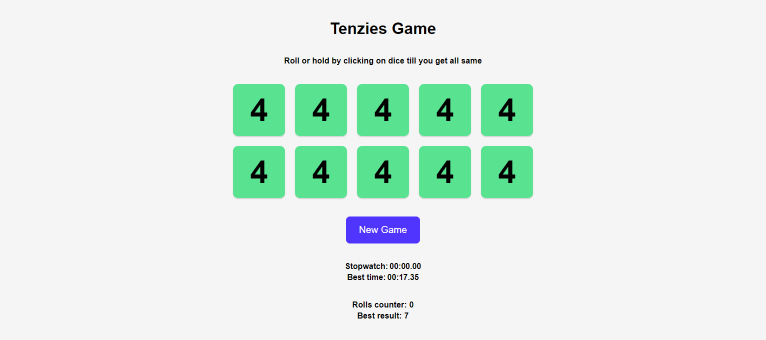 Tenzies Game
Roll or hold by clicking on dice till you get all same
4 4 4 4 4
4 4 4 4 4
New Game
Stopwatch: 00:00.00
Best time: 00:17.35
Rolls counter: 0
Best result: 7